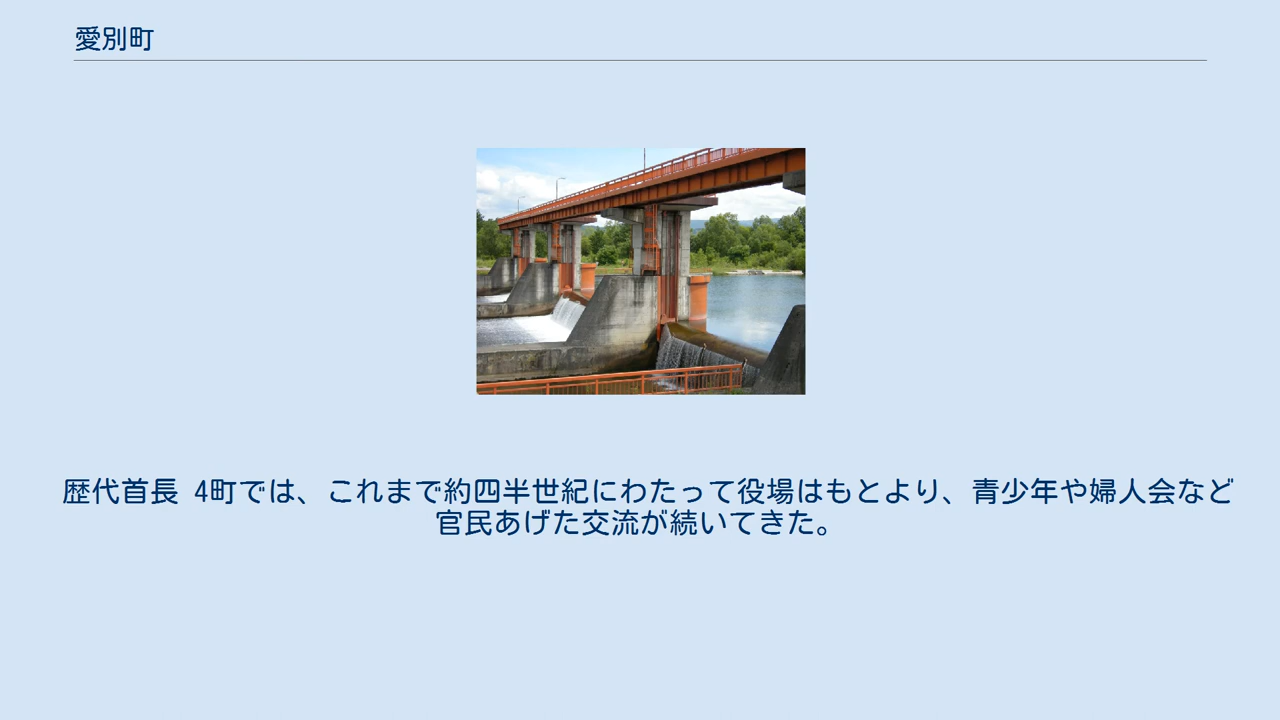 愛別町
歴代首長 4町では、これまで約四半世紀にわたって役場はもとより、青少年や婦人会など
官民あげた交流が続いてきた。